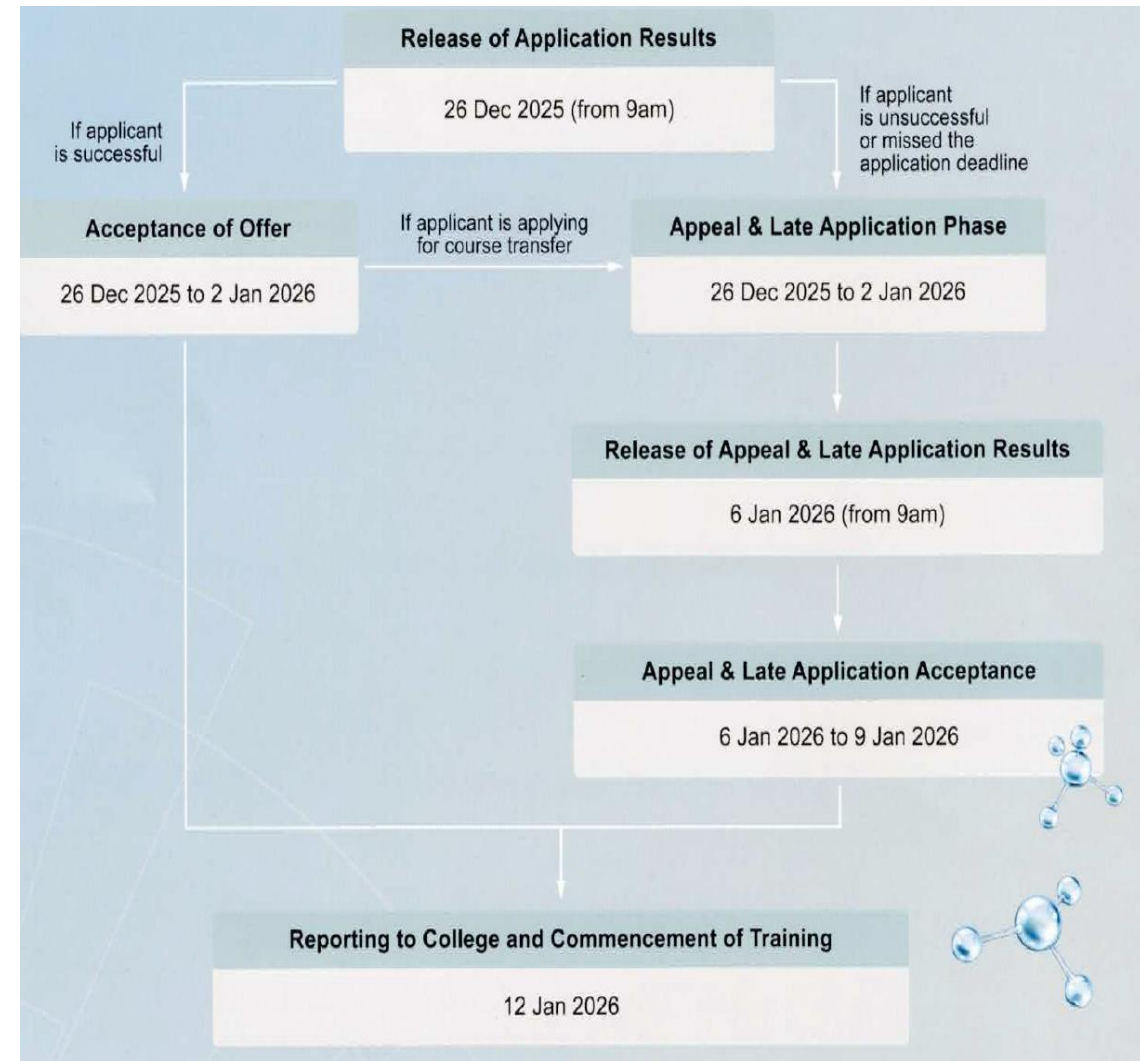 Release of Application Results
26 Dec 2025 (from 9am)
If applicant
is successful
If applicant
is unsuccessful
or missed the
application deadline
Acceptance of Offer
26 Dec 2025 to 2 Jan 2026
If applicant is applying
for course transfer
Appeal & Late Application Phase
26 Dec 2025 to 2 Jan 2026
Release of Appeal & Late Application Results
6 Jan 2026 (from 9am)
Appeal & Late Application Acceptance
6 Jan 2026 to 9 Jan 2026
Reporting to College and Commencement of Training
12 Jan 2026